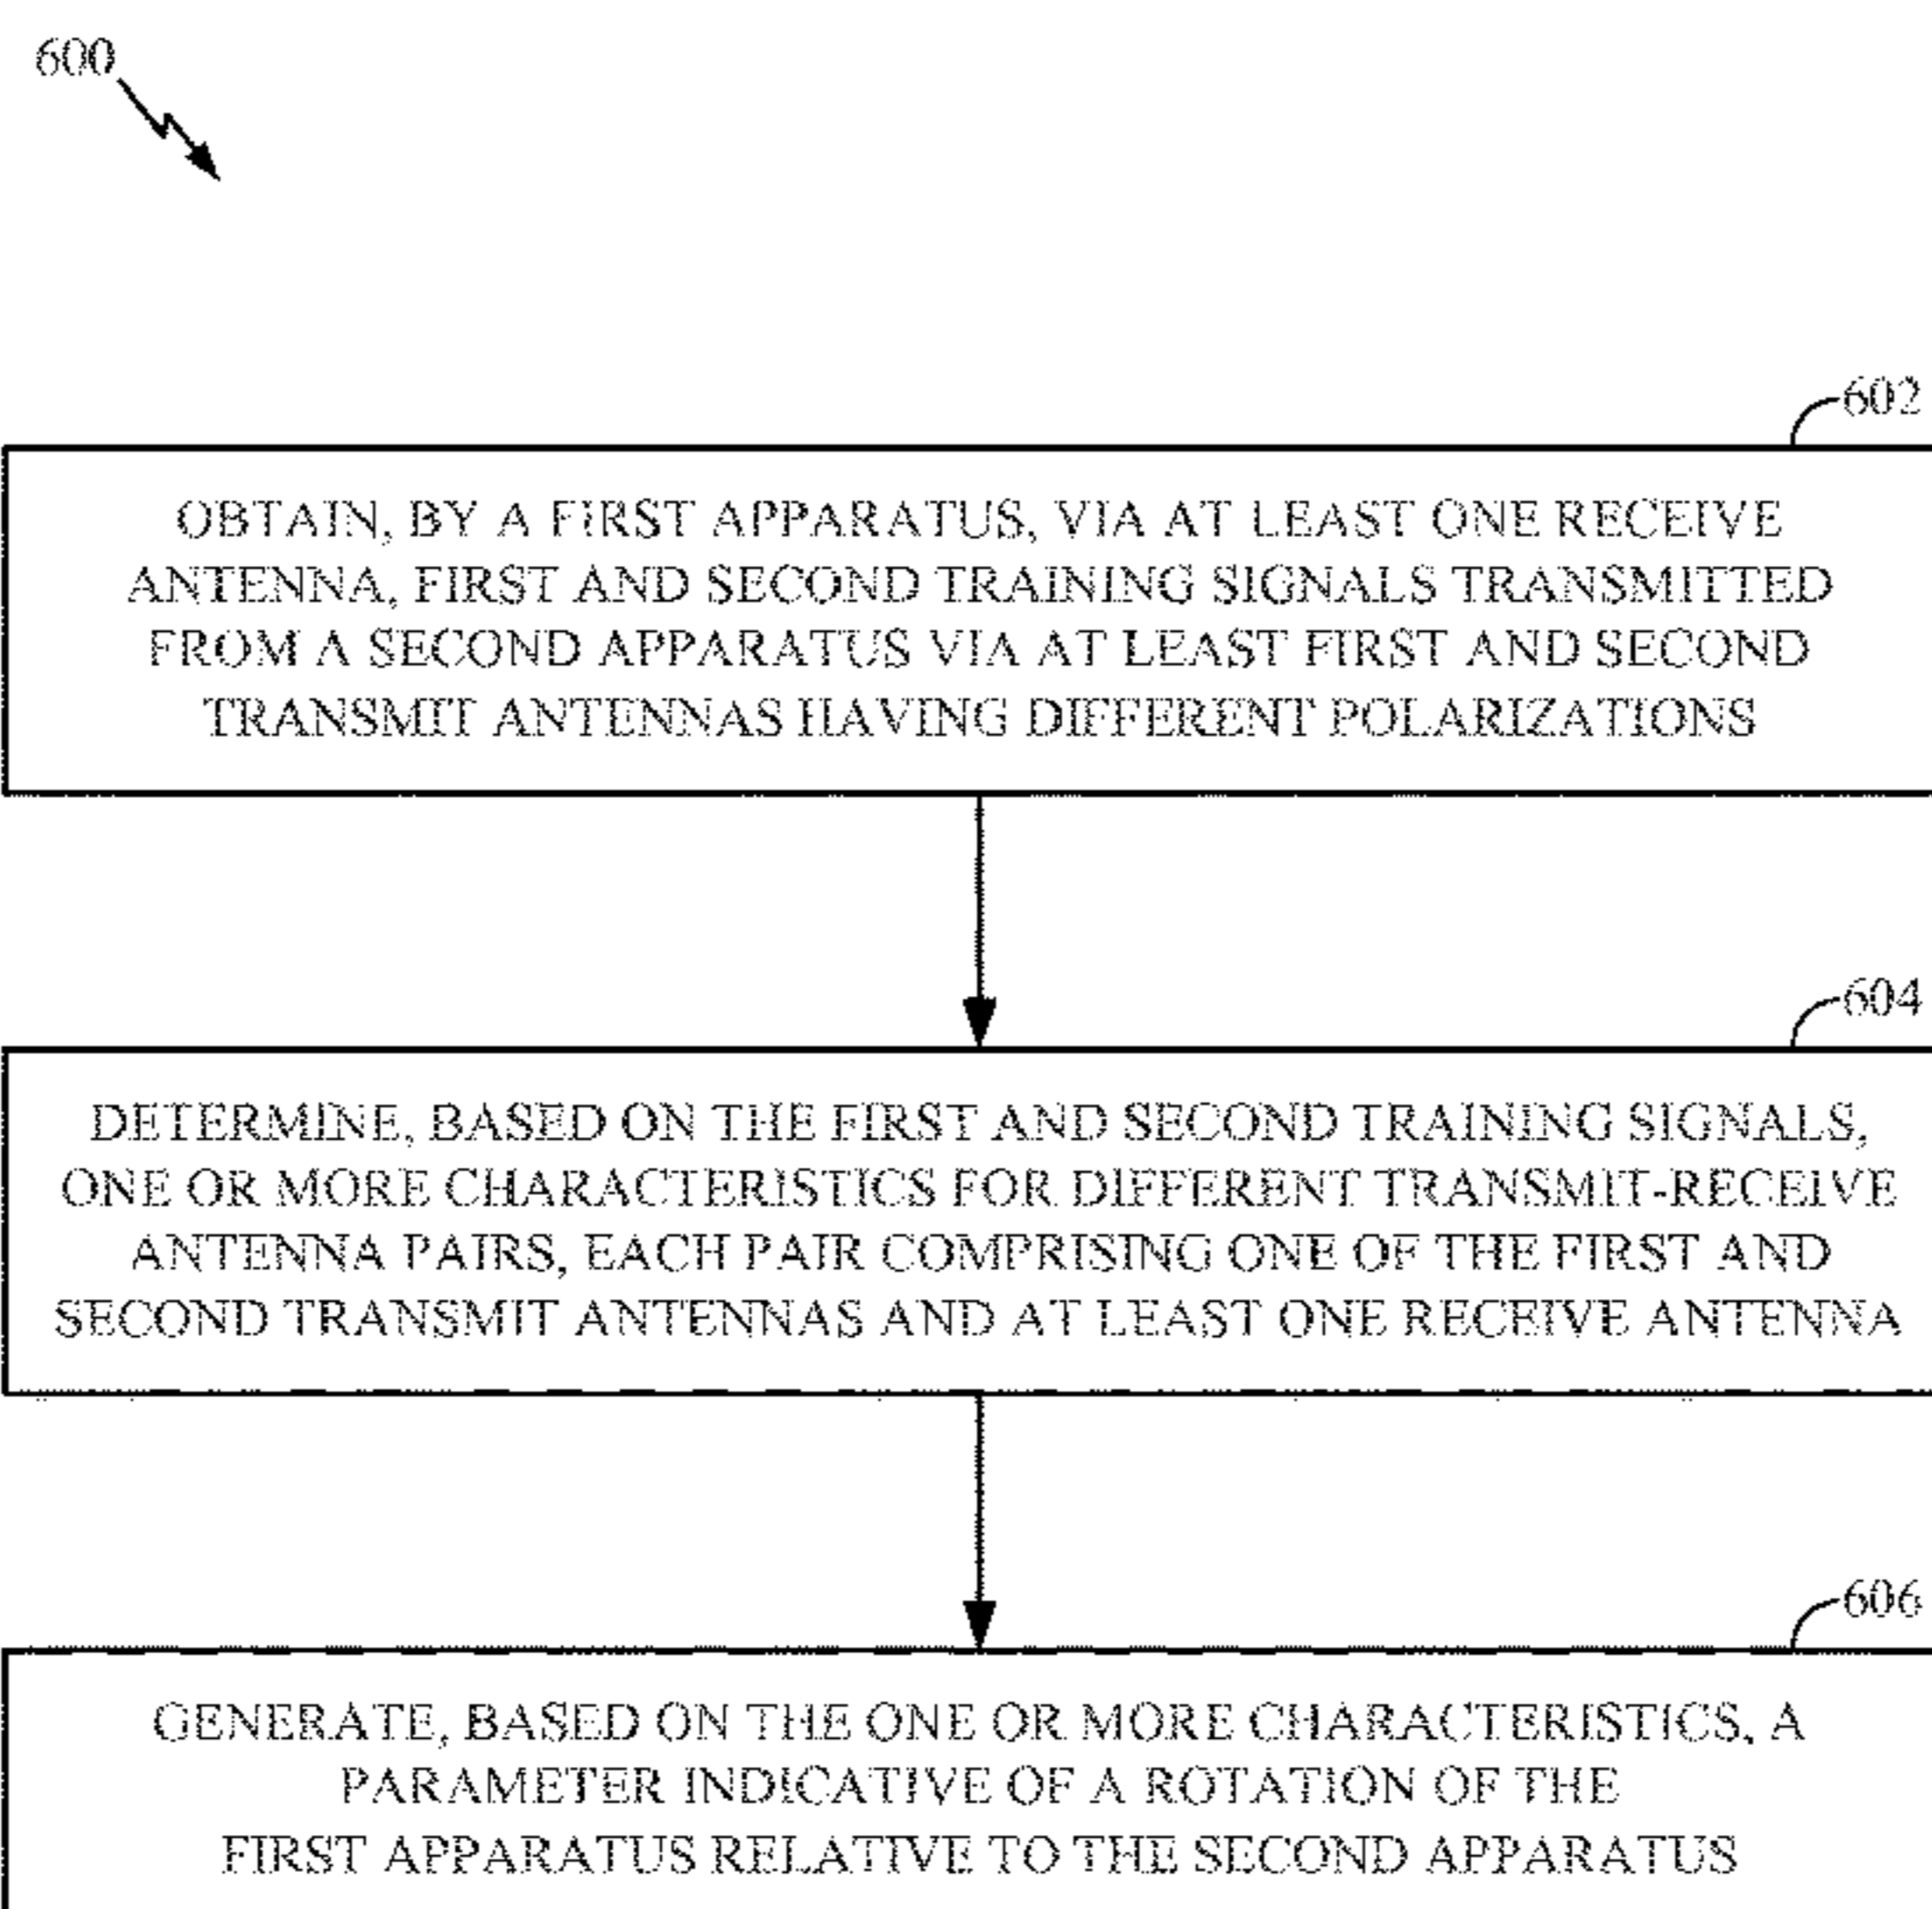 600
602
OBTAIN, BY A FIRST APPARATUS, VIA AT LEAST ONE RECEIVE
ANTENNA, FIRST AND SECOND TRAINING SIGNALS TRANSMITTED
FROM A SECOND APPARATUS VIA AT LEAST FIRST AND SECOND
TRANSMIT ANTENNAS HAVING DIFFERENT POLARIZATIONS
604
DETERMINE, BASED ON THE FIRST AND SECOND TRAINING SIGNALS,
ONE OR MORE CHARACTERISTICS FOR DIFFERENT TRANSMIT-RECEIVE
ANTENNA PAIRS, EACH PAIR COMPRISING ONE OF THE FIRST AND
SECOND TRANSMIT ANTENNAS AND AT LEAST ONE RECEIVE ANTENNA
606
GENERATE, BASED ON THE ONE OR MORE CHARACTERISTICS, A
PARAMETER INDICATIVE OF A ROTATION OF THE
FIRST APPARATUS RELATIVE TO THE SECOND APPARATUS